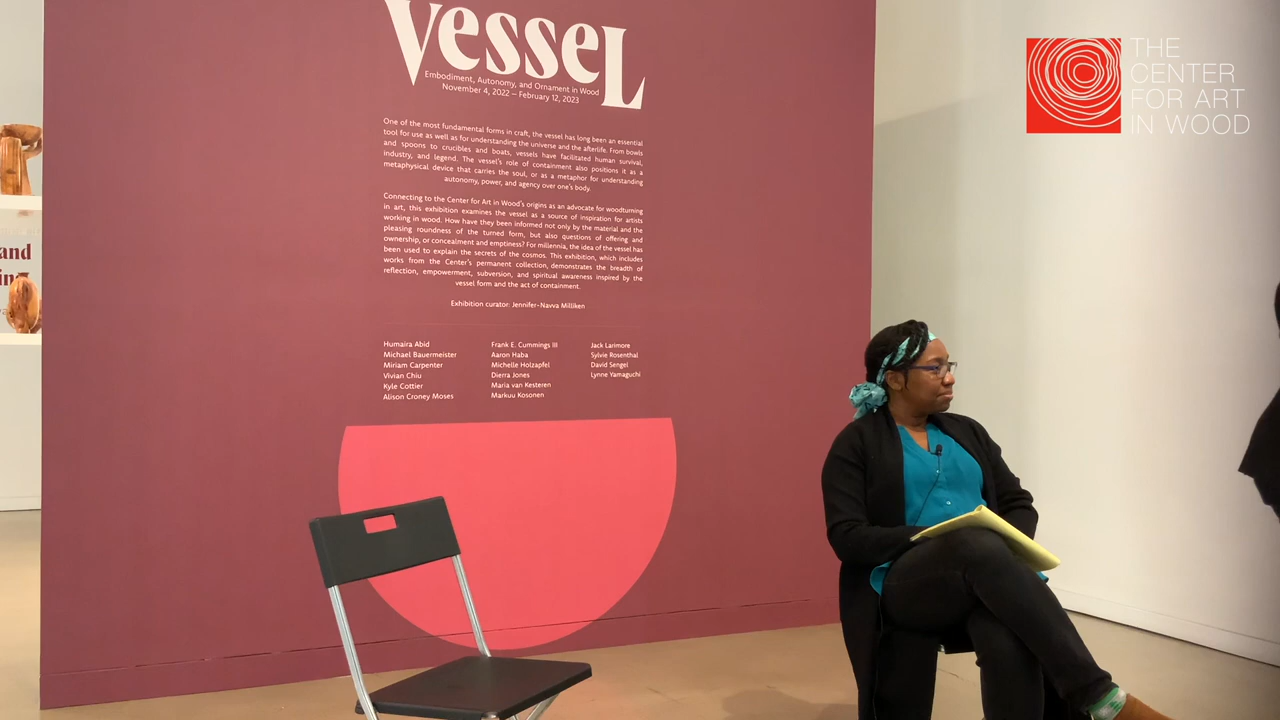 Vessel
Embodiment, Autonomy, and Ornament in Wood
November 4, 2022 – February 12, 2023
One of the most fundamental forms in craft, the vessel has long been an essential
tool for use as well as for understanding the universe and the afterlife. From bowls
and spoons to crucibles and boats, vessels have facilitated human survival,
industry, and legend. The vessel's role of containment also positions it as a
metaphysical device that carries the soul, or as a metaphor for understanding
autonomy, power, and agency over one's body.
Connecting to the Center for Art in Wood's origins as an advocate for woodturning
in art, this exhibition examines the vessel as a source of inspiration for artists
working in wood. How have they been informed not only by the material and the
pleasing roundness of the turned form, but also questions of offering and
ownership, or concealment and emptiness? For millennia, the idea of the vessel has
been used to explain the secrets of the cosmos. This exhibition, which includes
works from the Center's permanent collection, demonstrates the breadth of
reflection, empowerment, subversion, and spiritual awareness inspired by the
vessel form and the act of containment.
Exhibition curator: Jennifer-Navva Milliken
Humaira Abid
Michael Bauermeister
Miriam Carpenter
Vivian Chiu
Kyle Cottier
Alison Croney Moses
Frank E. Cummings III
Aaron Haba
Michelle Holzapfel
Dierra Jones
Maria van Kesteren
Markuu Kosonen
Jack Larimore
Sylvie Rosenthal
David Sengel
Lynne Yamaguchi
THE
CENTER
FOR ART
IN WOOD
and